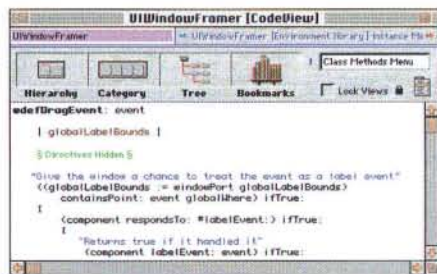 UIWindowFramer [CodeView]
UIWindowFramer
UIWindowFramer [Environment library] Instance
Class Methods Menu
Hierarchy Category Tree Bookmarks Lock Views
DragEvent: event
| globalLabelBounds |
§ Directives Hidden §
"Give the window a chance to treat the event as a label event"
((globalLabelBounds := windowPort globalLabelBounds)
containsPoint: event globalWhere) ifTrue:
[
(component respondsTo: #labelEvent:) ifTrue:
[
"Returns true if it handled it"
(component labelEvent: event) ifTrue: